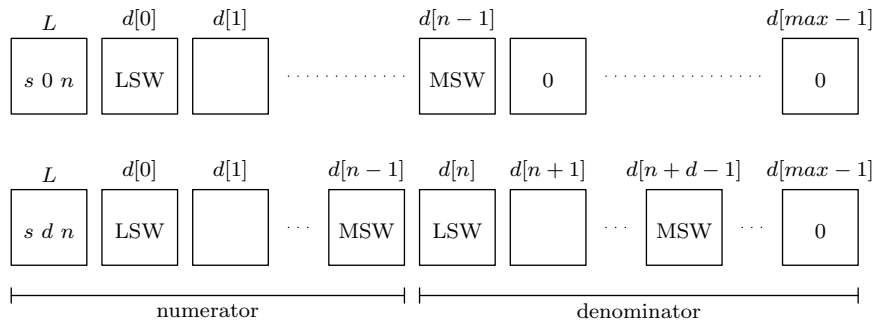 L d[0] d[1] d[n − 1] d[max − 1]
s 0 n LSW ................ MSW 0 ................ 0
L d[0] d[1] d[n − 1] d[n] d[n + 1] d[n + d − 1] d[max − 1]
s d n LSW ... MSW LSW ... MSW ... 0
numerator denominator